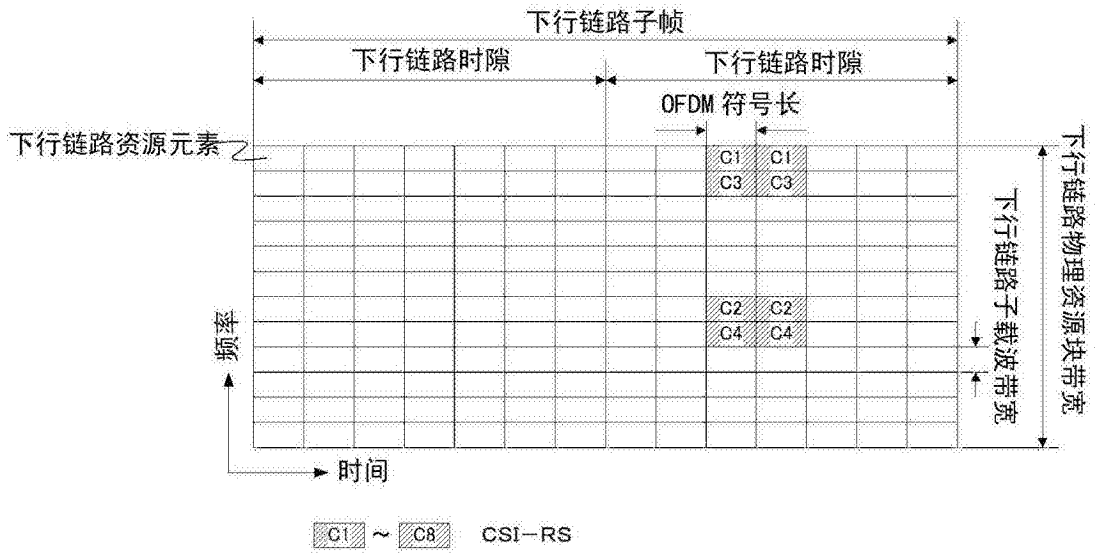 下行链路子帧
下行链路时隙 下行链路时隙
OFDM 符号长
下行链路资源元素
C1 C1
C3 C3
C2 C2
C4 C4
下行链路子载波带宽
下行链路物理资源块带宽
频率
时间
C1 ～ C8 CSI-RS